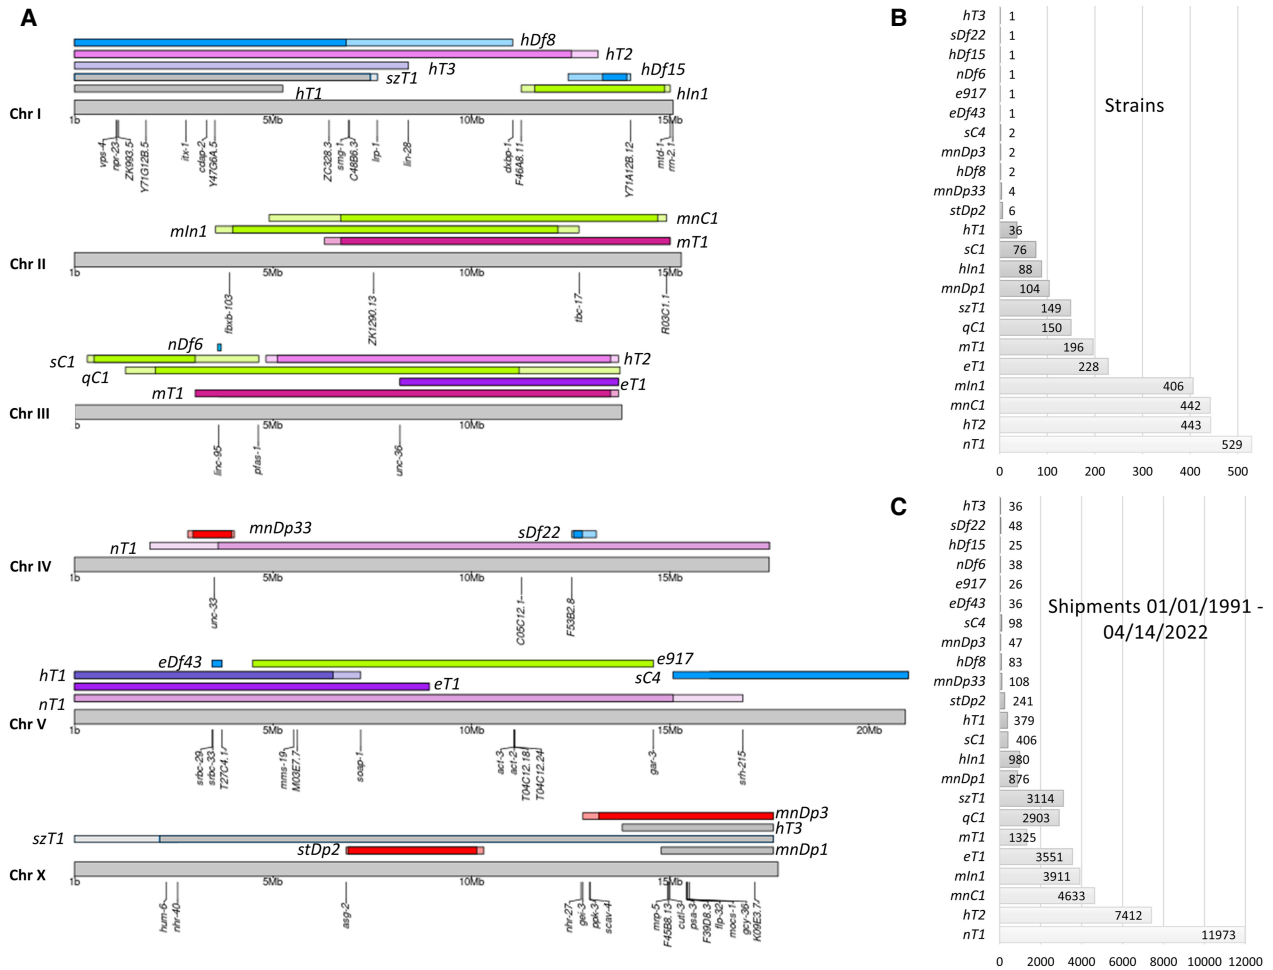 A
hDf8
hT2
hT3
szT1
hDf15
hT1
hIn1
Chr I
1b 5Mb 10Mb 15Mb
vps-4 npr-23 ZK993.5 Y71G12B.5 itx-1 cdap-2 Y47G6A.5 ZC328.3 smg-1 C48B6.3 lrp-1 lin-28 dxbp-1 F46A8.11 Y71A12B.12 mtd-1 rrn-2.1
mnC1
mIn1
mT1
Chr II
1b 5Mb 10Mb 15Mb
fbxb-103 ZK1290.13 tbc-17 R03C1.1
nDf6
sC1 hT2
qC1 eT1
mT1
Chr III
b 5Mb 10Mb
linc-95 pfas-1 unc-36
mnDp33 sDf22
nT1
Chr IV
1b 5Mb 10Mb 15Mb
unc-33 C05C12.1 F53B2.8
eDf43 e917
hT1 sC4
eT1
nT1
Chr V
1b 5Mb 10Mb 15Mb 20Mb
srbc-29 srbc-33 T27C4.1 mms-19 M03E7.7 soap-1 act-3 act-2 T04C12.18 T04C12.24 gar-3 srh-215
mnDp3
hT3
szT1
stDp2 mnDp1
Chr X
1b 5Mb 10Mb 15Mb
hum-6 nhr-40 asg-2 nhr-27 gei-3 ppk-3 scav-4 mrp-5 F45B8.13 cutl-3 psa-3 F39D8.3 flp-32 mocs-1 gcy-36 K09E3.7
B
Strains
hT3 1
sDf22 1
hDf15 1
nDf6 1
e917 1
eDf43 1
sC4 2
mnDp3 2
hDf8 2
mnDp33 4
stDp2 6
hT1 36
sC1 76
hIn1 88
mnDp1 104
szT1 149
qC1 150
mT1 196
eT1 228
mIn1 406
mnC1 442
hT2 443
nT1 529
0 100 200 300 400 500
C
Shipments 01/01/1991 -
04/14/2022
hT3 36
sDf22 48
hDf15 25
nDf6 38
e917 26
eDf43 36
sC4 98
mnDp3 47
hDf8 83
mnDp33 108
stDp2 241
hT1 379
sC1 406
hIn1 980
mnDp1 876
szT1 3114
qC1 2903
mT1 1325
eT1 3551
mIn1 3911
mnC1 4633
hT2 7412
nT1 11973
0 2000 4000 6000 8000 10000 12000